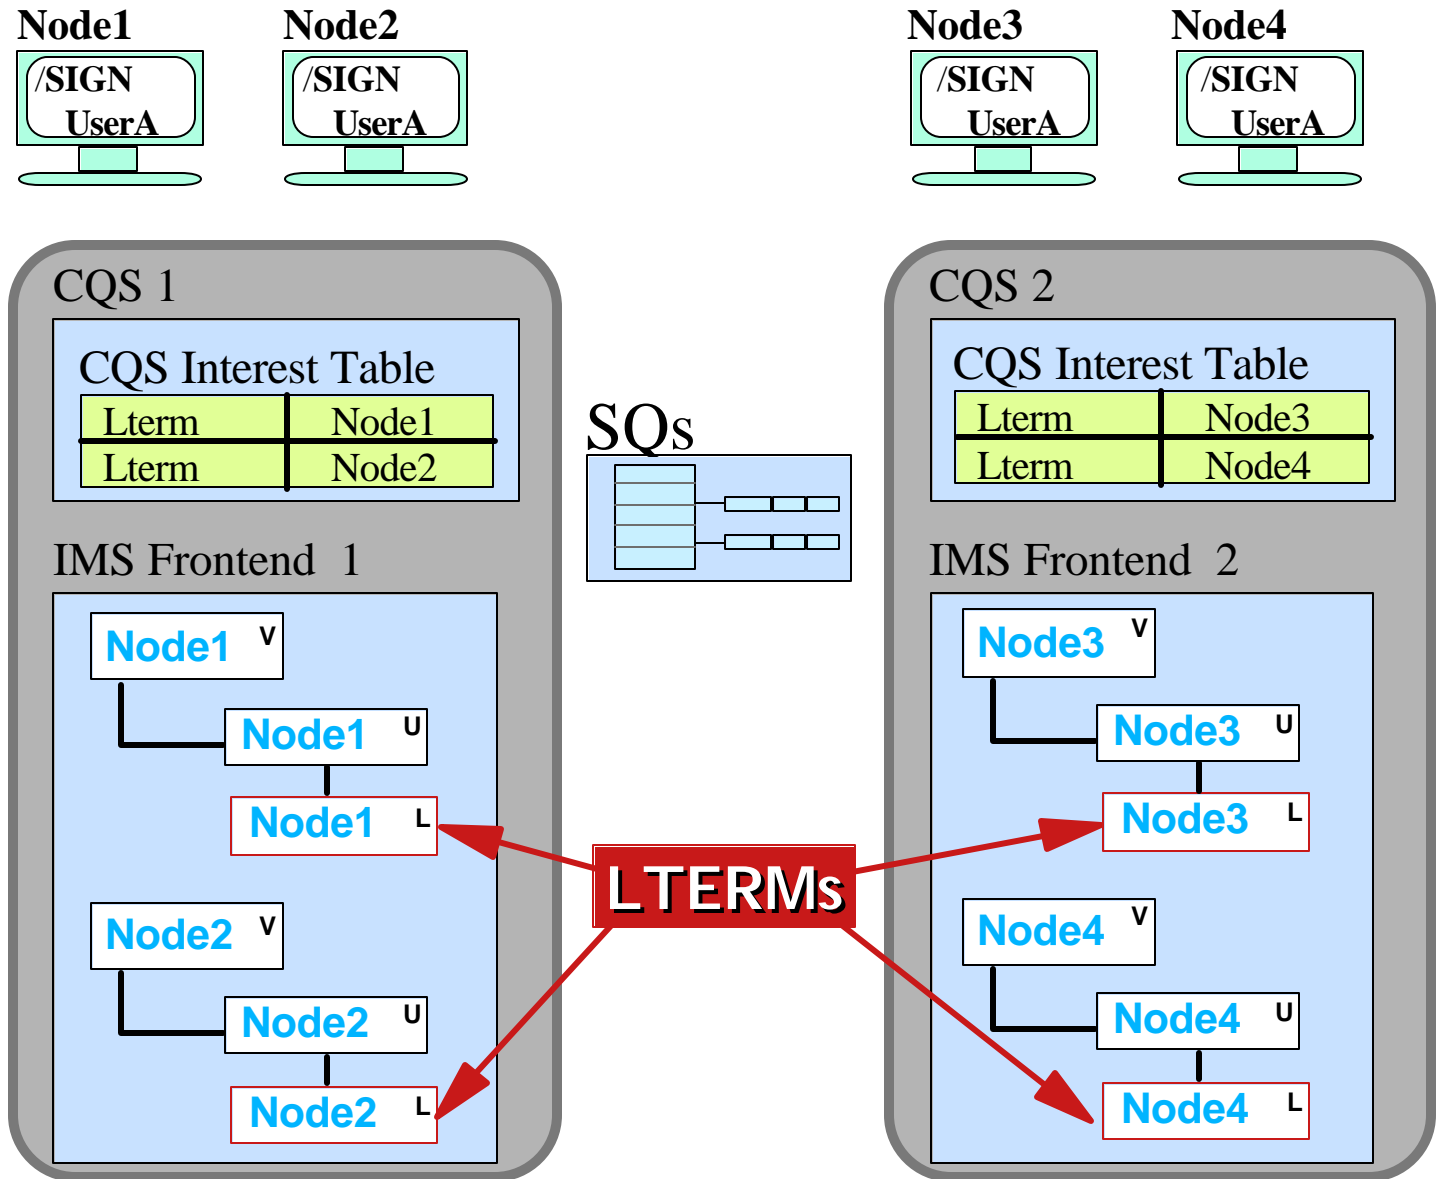 Node1 Node2 Node3 Node4
/SIGN /SIGN /SIGN /SIGN
UserA UserA UserA UserA
CQS 1
CQS Interest Table
Lterm Node1
Lterm Node2
IMS Frontend 1
Node1 V
Node1 U
Node1 L
Node2 V
Node2 U
Node2 L
SQs
LTERMs
CQS 2
CQS Interest Table
Lterm Node3
Lterm Node4
IMS Frontend 2
Node3 V
Node3 U
Node3 L
Node4 V
Node4 U
Node4 L